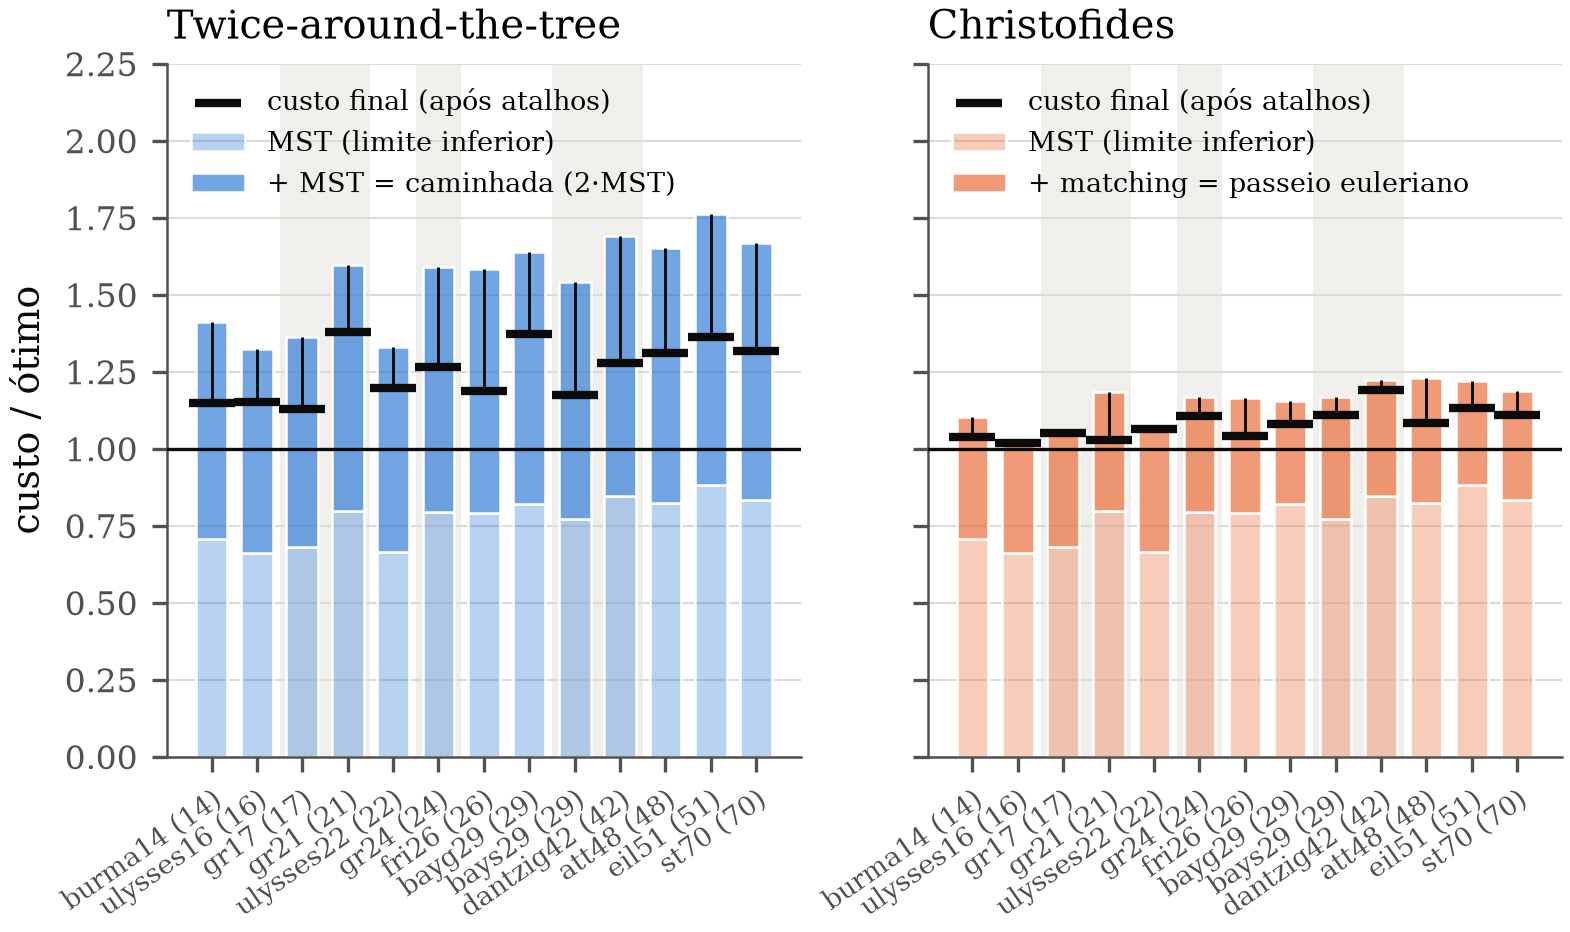 Twice-around-the-tree
custo / ótimo
2.25
2.00
1.75
1.50
1.25
1.00
0.75
0.50
0.25
0.00
custo final (após atalhos)
MST (limite inferior)
+ MST = caminhada (2·MST)
burma14 (14)
ulysses16 (16)
gr17 (17)
gr21 (21)
ulysses22 (22)
gr24 (24)
fri26 (26)
bayg29 (29)
bays29 (29)
dantzig42 (42)
att48 (48)
eil51 (51)
st70 (70)
Christofides
custo final (após atalhos)
MST (limite inferior)
+ matching = passeio euleriano
burma14 (14)
ulysses16 (16)
gr17 (17)
gr21 (21)
ulysses22 (22)
gr24 (24)
fri26 (26)
bayg29 (29)
bays29 (29)
dantzig42 (42)
att48 (48)
eil51 (51)
st70 (70)